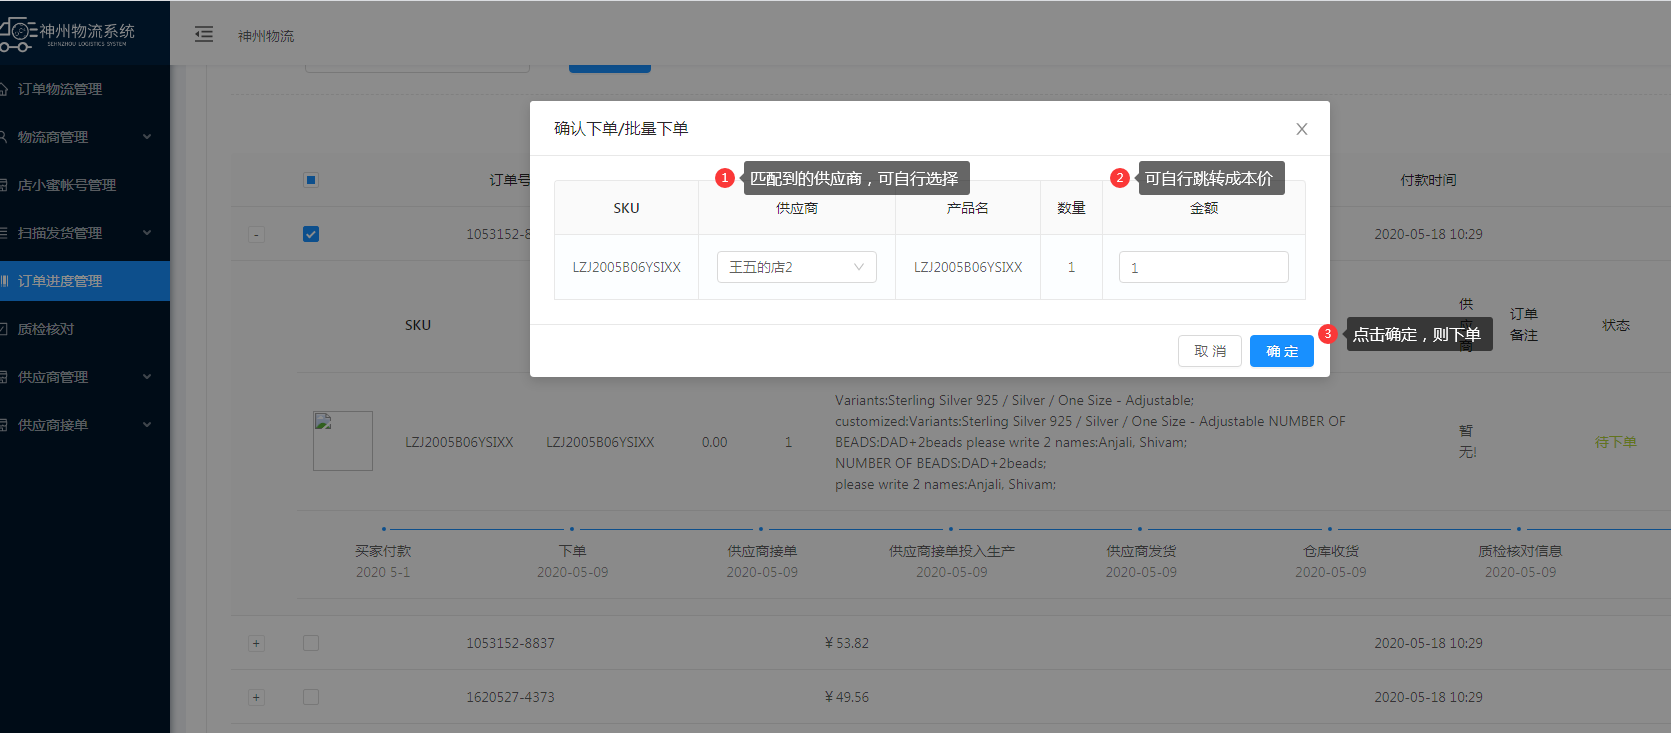 神州物流系统
SEHNZHOU LOGISTICS SYSTEM
神州物流
订单物流管理
物流商管理
店小蜜帐号管理
扫描发货管理
订单进度管理
质检核对
供应商管理
供应商接单
确认下单/批量下单
1 匹配到的供应商，可自行选择
2 可自行跳转成本价
SKU 供应商 产品名 数量 金额
LZJ2005B06YSIXX 王五的店2 LZJ2005B06YSIXX 1 1
取 消 确 定
3 点击确定，则下单
订单号 付款时间
- 1053152-8 2020-05-18 10:29
SKU 供 订单备注 状态
LZJ2005B06YSIXX LZJ2005B06YSIXX 0.00 1
Variants:Sterling Silver 925 / Silver / One Size - Adjustable;
customized:Variants:Sterling Silver 925 / Silver / One Size - Adjustable NUMBER OF
BEADS:DAD+2beads please write 2 names:Anjali, Shivam;
NUMBER OF BEADS:DAD+2beads;
please write 2 names:Anjali, Shivam;
暂
无
待下单
买家付款 下单 供应商接单 供应商接单投入生产 供应商发货 仓库收货 质检核对信息
2020 5-1 2020-05-09 2020-05-09 2020-05-09 2020-05-09 2020-05-09 2020-05-09
+ 1053152-8837 ¥ 53.82 2020-05-18 10:29
+ 1620527-4373 ¥ 49.56 2020-05-18 10:29